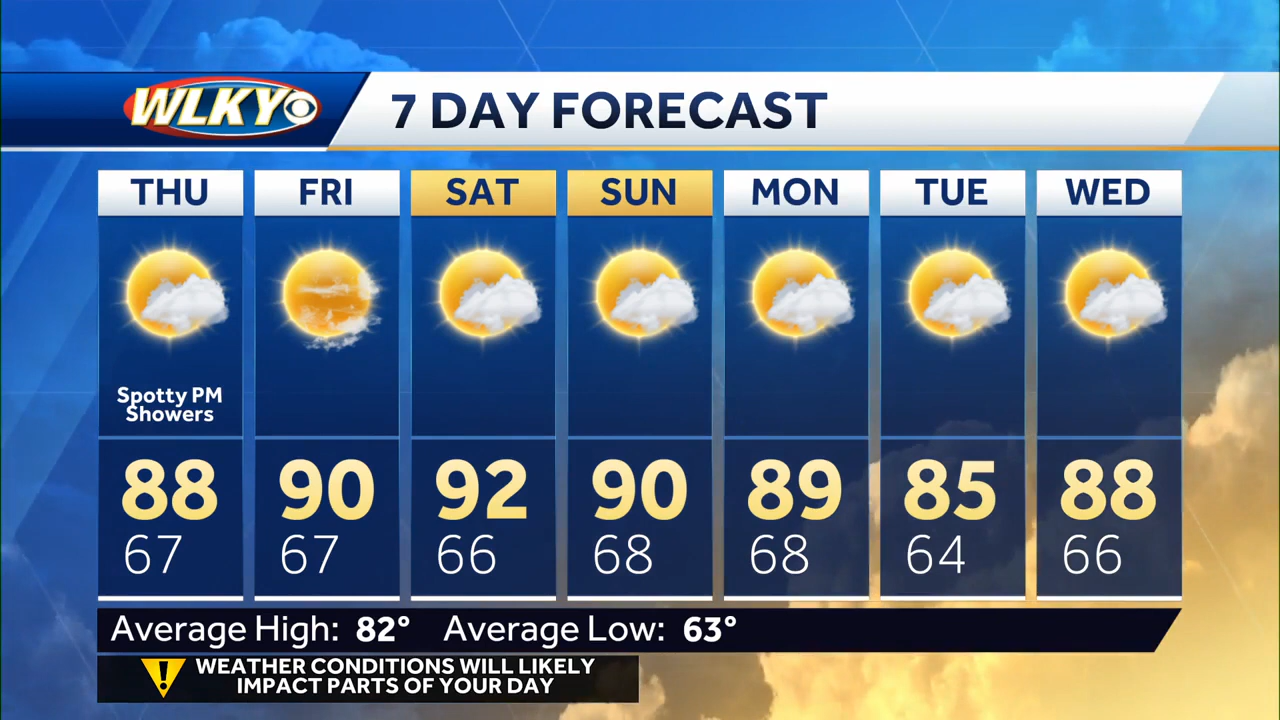 WLKY
7 DAY FORECAST
THU FRI SAT SUN MON TUE WED
Spotty PM
Showers
88 90 92 90 89 85 88
67 67 66 68 68 64 66
Average High: 82° Average Low: 63°
! WEATHER CONDITIONS WILL LIKELY
IMPACT PARTS OF YOUR DAY